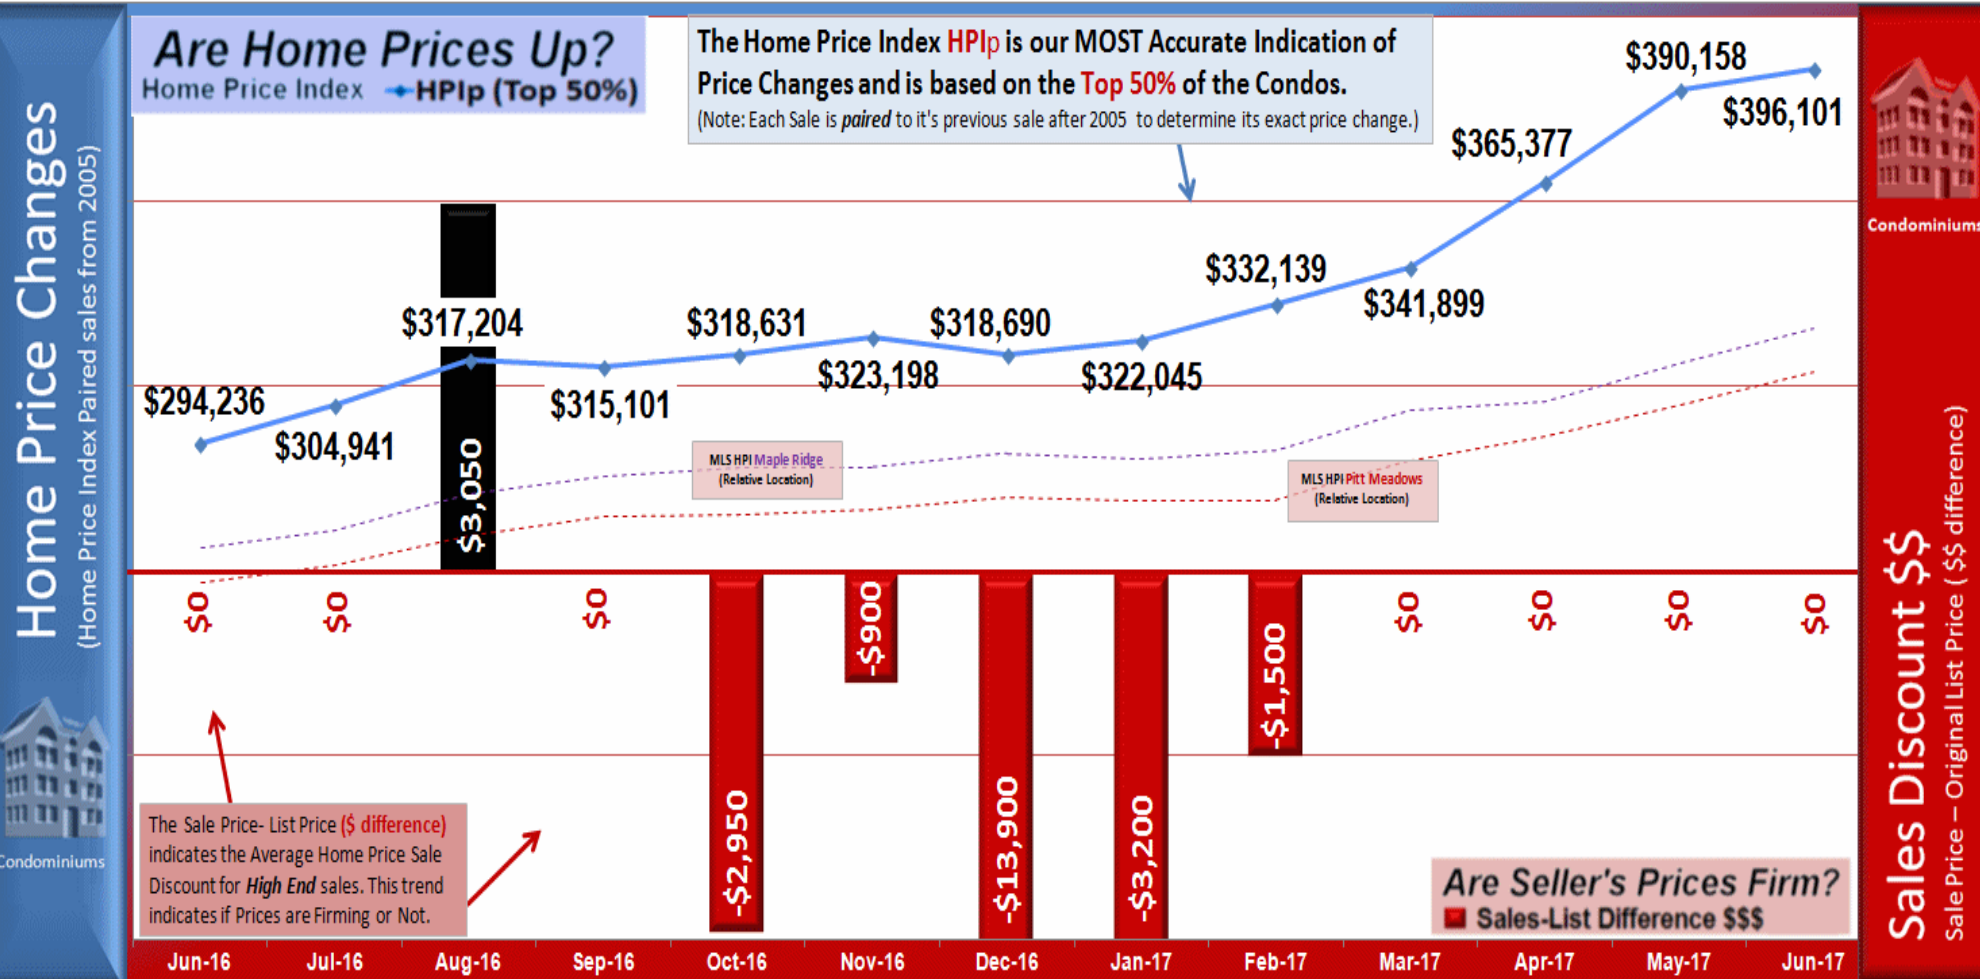 Are Home Prices Up?
Home Price Index HPIp (Top 50%)
The Home Price Index HPIp is our MOST Accurate Indication of
Price Changes and is based on the Top 50% of the Condos.
(Note: Each Sale is paired to it's previous sale after 2005 to determine its exact price change.)
Home Price Changes
(Home Price Index Paired sales from 2005)
Condominiums
Condominiums
Sales Discount $$
Sale Price – Original List Price ( $$ difference)
$294,236
$304,941
$317,204
$315,101
$318,631
$323,198
$318,690
$322,045
$332,139
$341,899
$365,377
$390,158
$396,101
MLS HPI Maple Ridge
(Relative Location)
MLS HPI Pitt Meadows
(Relative Location)
$0
$0
$3,050
$0
-$2,950
-$900
-$13,900
-$3,200
-$1,500
$0
$0
$0
$0
The Sale Price- List Price ($ difference)
indicates the Average Home Price Sale
Discount for High End sales. This trend
indicates if Prices are Firming or Not.
Are Seller's Prices Firm?
Sales-List Difference $$$
Jun-16
Jul-16
Aug-16
Sep-16
Oct-16
Nov-16
Dec-16
Jan-17
Feb-17
Mar-17
Apr-17
May-17
Jun-17